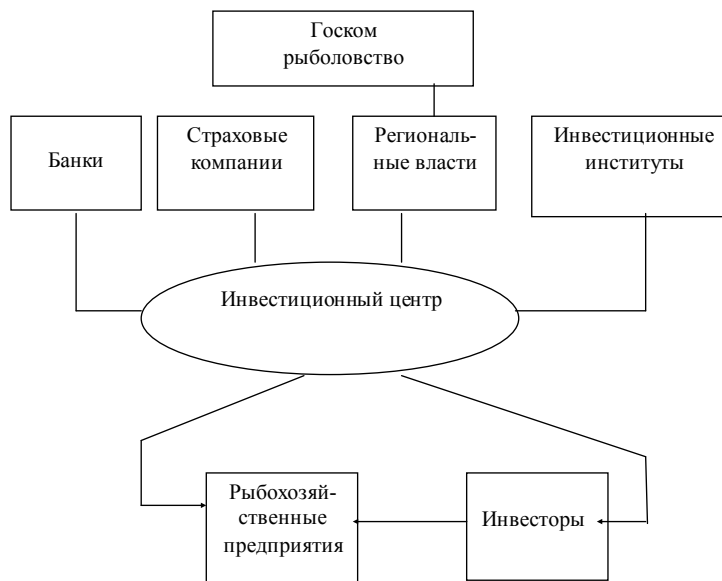 Госком
рыболовство
Банки
Страховые
компании
Региональ-
ные власти
Инвестиционные
институты
Инвестиционный центр
Рыбохозяй-
ственные
предприятия
Инвесторы